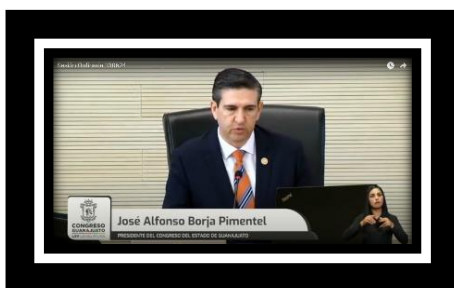 José Alfonso Borja Pimentel
PRESIDENTE DEL CONGRESO DEL ESTADO DE GUANAJUATO
CONGRESO
GUANAJUATO